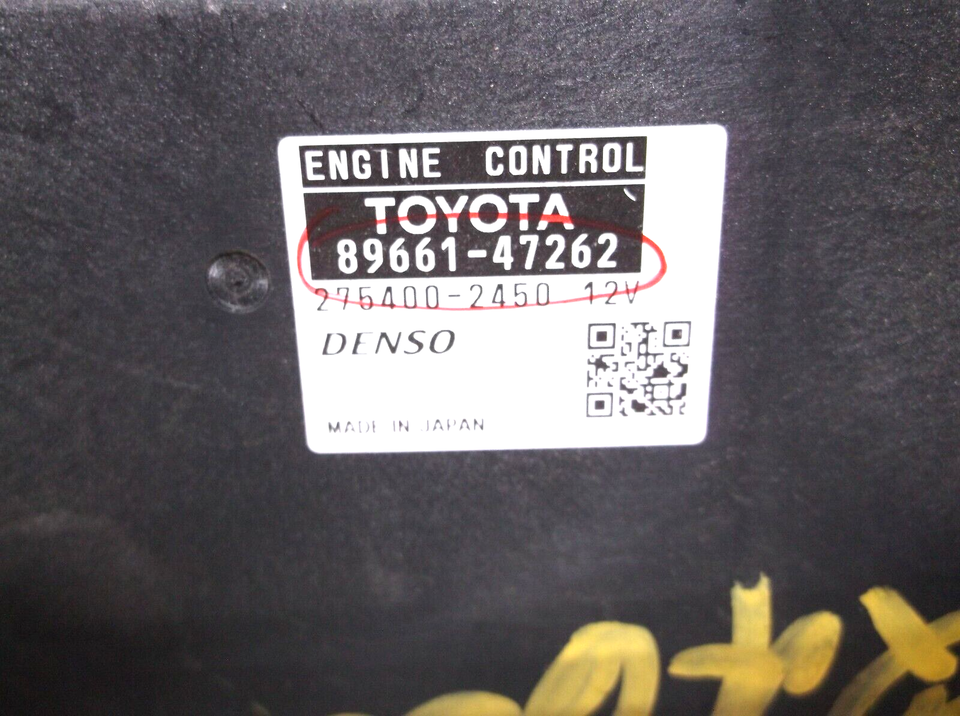 ENGINE CONTROL
TOYOTA
89661-47262
275400-2450 12V
DENSO
MADE IN JAPAN